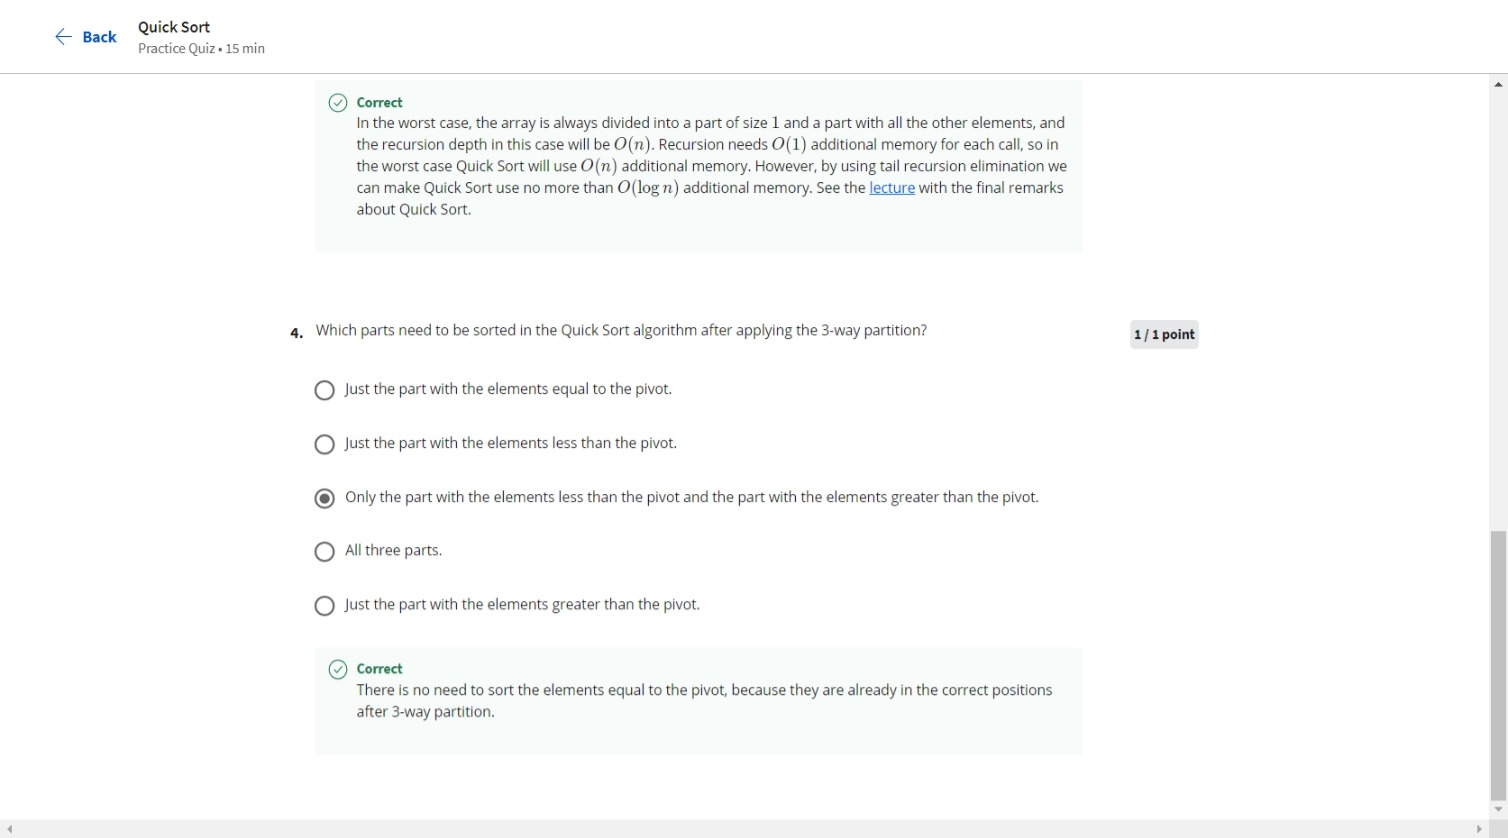 Back
Quick Sort
Practice Quiz • 15 min
Correct
In the worst case, the array is always divided into a part of size 1 and a part with all the other elements, and
the recursion depth in this case will be O(n). Recursion needs O(1) additional memory for each call, so in
the worst case Quick Sort will use O(n) additional memory. However, by using tail recursion elimination we
can make Quick Sort use no more than O(log n) additional memory. See the lecture with the final remarks
about Quick Sort.
4. Which parts need to be sorted in the Quick Sort algorithm after applying the 3-way partition?
1 / 1 point
Just the part with the elements equal to the pivot.
Just the part with the elements less than the pivot.
Only the part with the elements less than the pivot and the part with the elements greater than the pivot.
All three parts.
Just the part with the elements greater than the pivot.
Correct
There is no need to sort the elements equal to the pivot, because they are already in the correct positions
after 3-way partition.